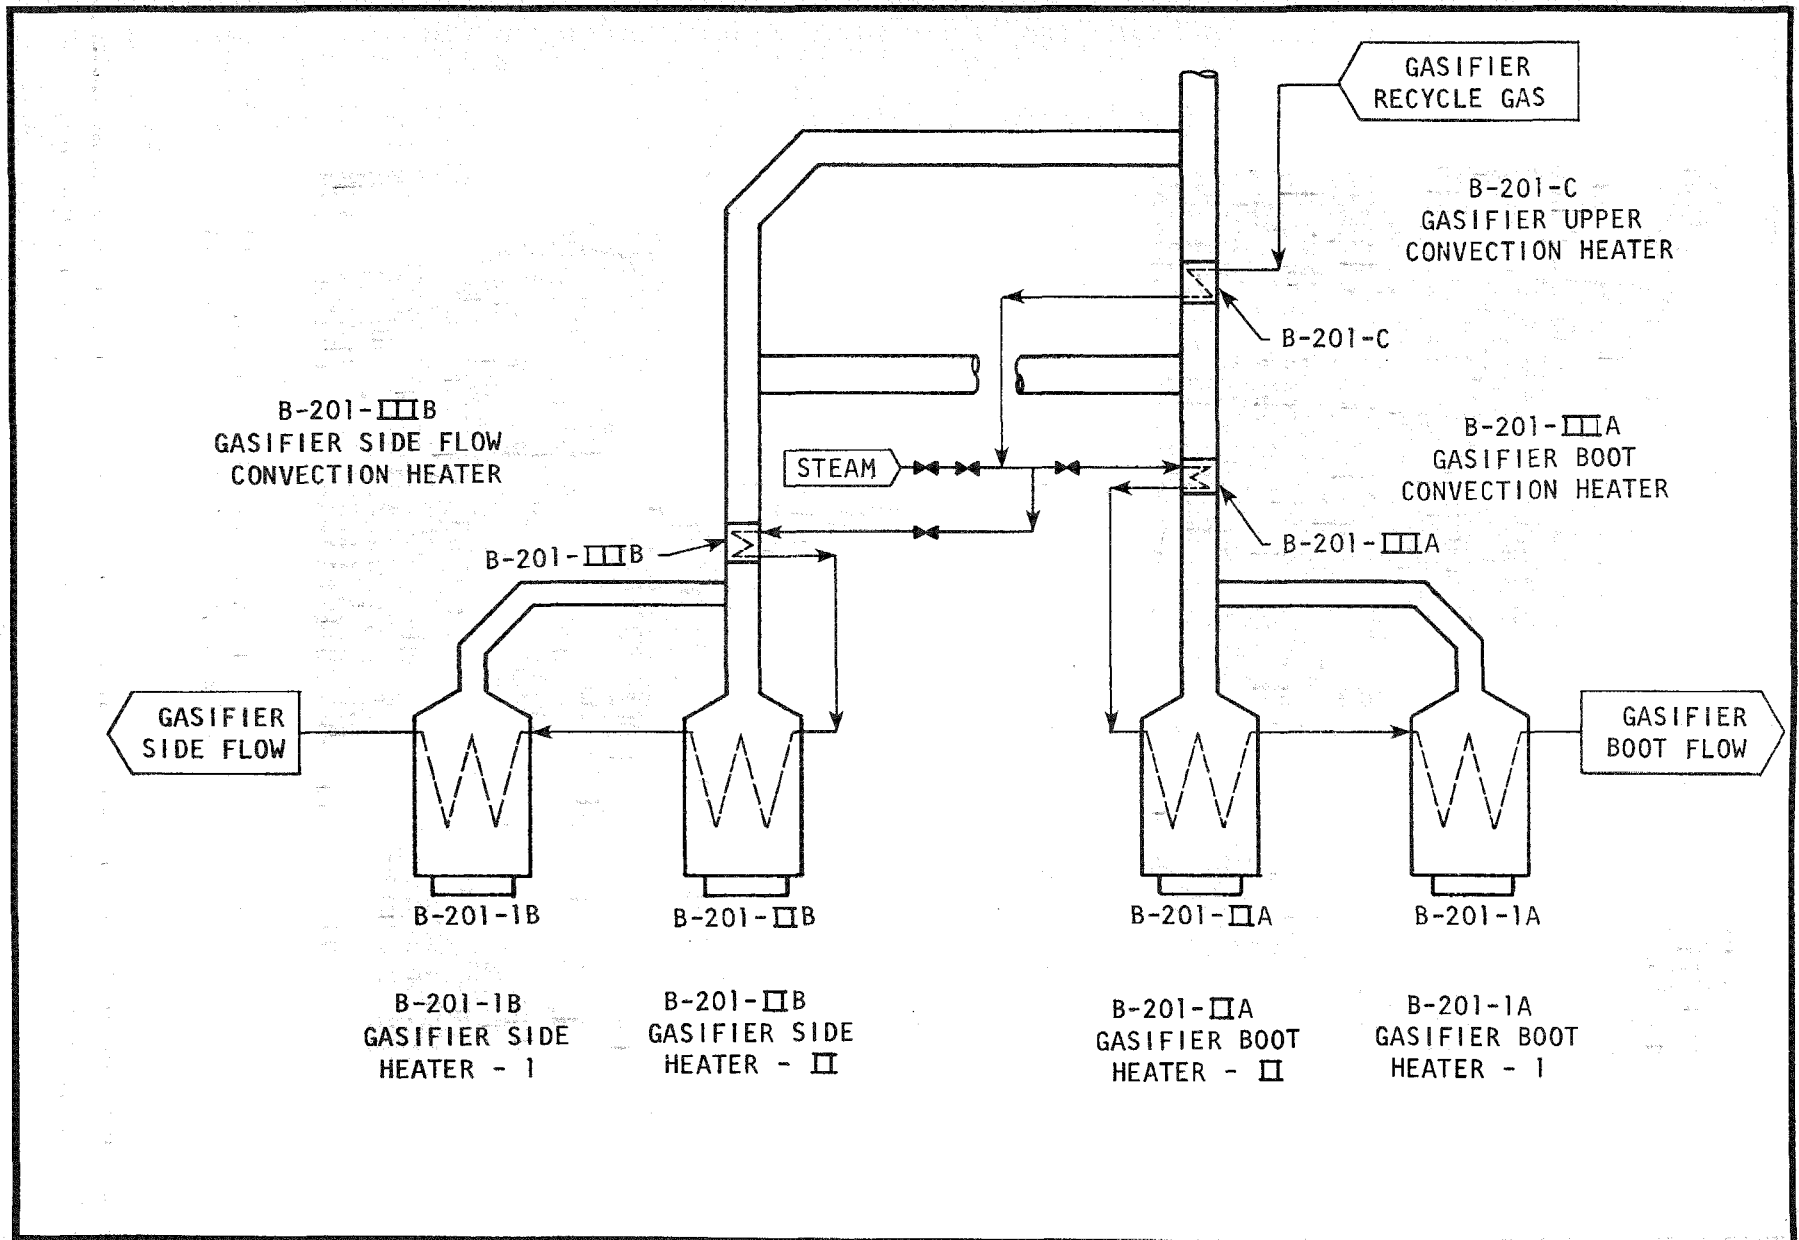 GASIFIER
RECYCLE GAS
B-201-C
GASIFIER UPPER
CONVECTION HEATER
B-201-C
B-201-IIIB
GASIFIER SIDE FLOW
CONVECTION HEATER
STEAM
B-201-IIIA
GASIFIER BOOT
CONVECTION HEATER
B-201-IIIB
B-201-IIIA
GASIFIER
SIDE FLOW
GASIFIER
BOOT FLOW
B-201-1B
B-201-IIB
B-201-IIA
B-201-1A
B-201-1B
GASIFIER SIDE
HEATER - 1
B-201-IIB
GASIFIER SIDE
HEATER - II
B-201-IIA
GASIFIER BOOT
HEATER - II
B-201-1A
GASIFIER BOOT
HEATER - 1